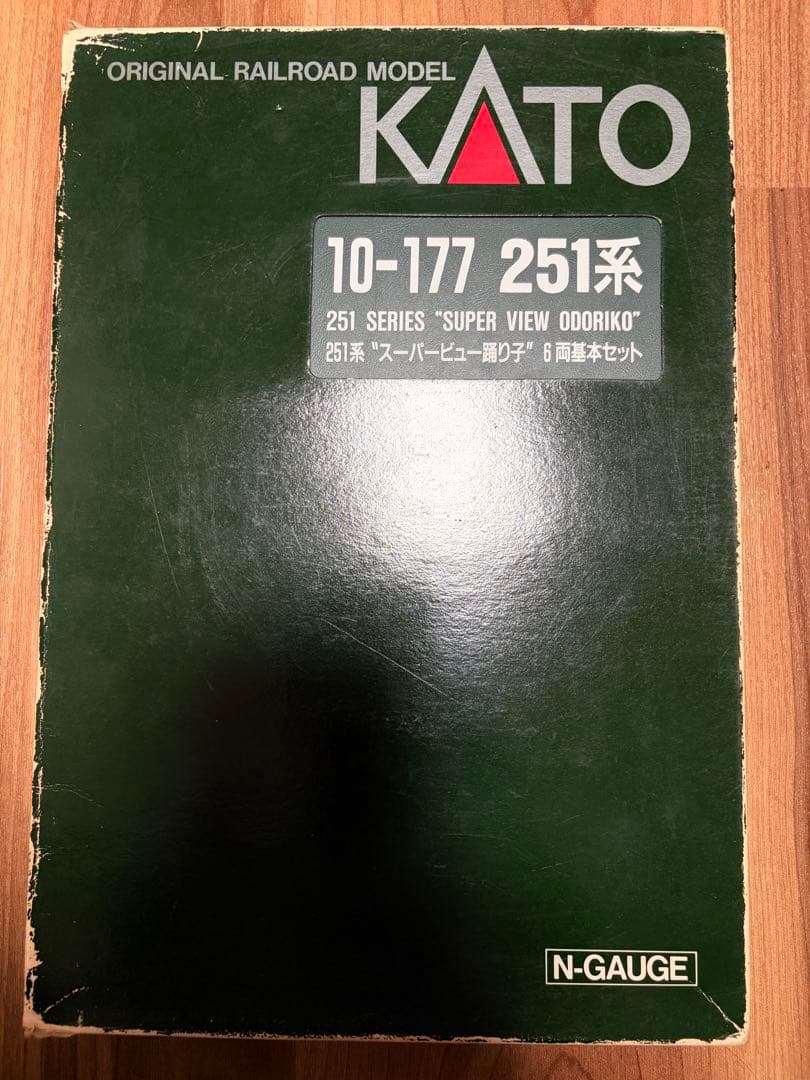 ORIGINAL RAILROAD MODEL
KATO
10-177 251系
251 SERIES "SUPER VIEW ODORIKO"
251系 "スーパービュー踊り子" 6両基本セット
N-GAUGE